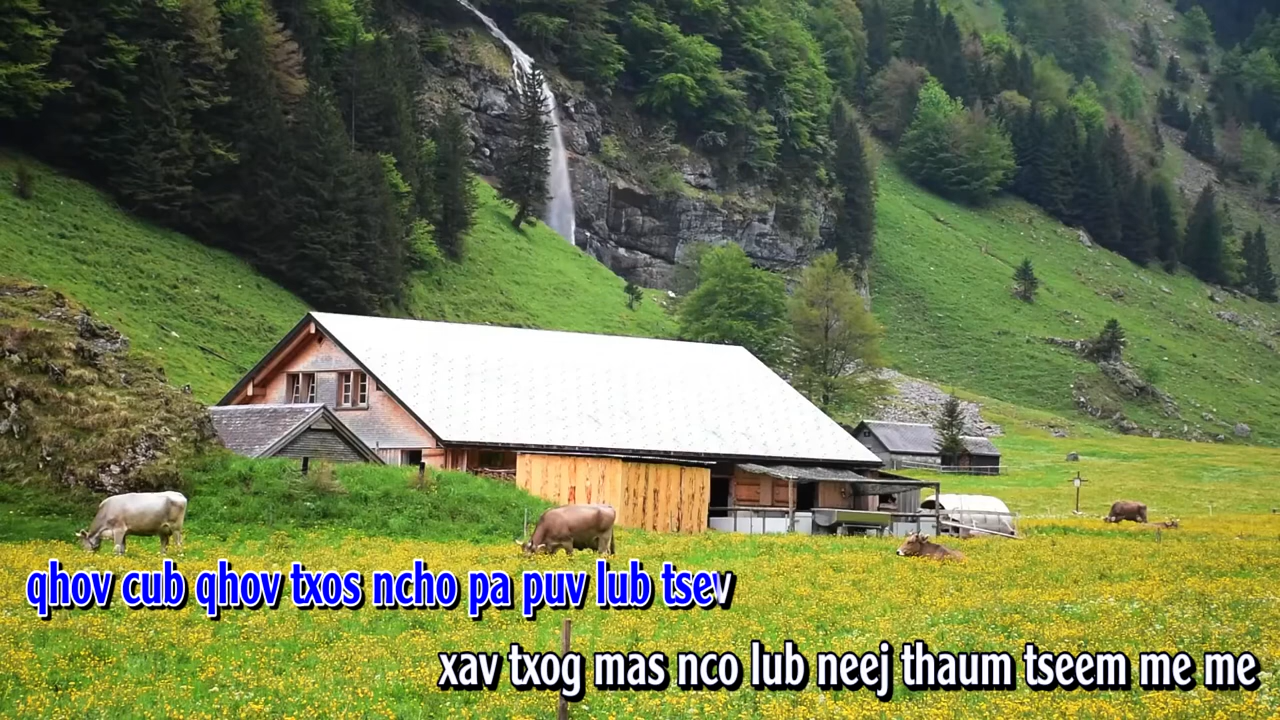 qhov cub qhov txos ncho pa puv lub tsev
xav txog mas nco lub neej thaum tseem me me